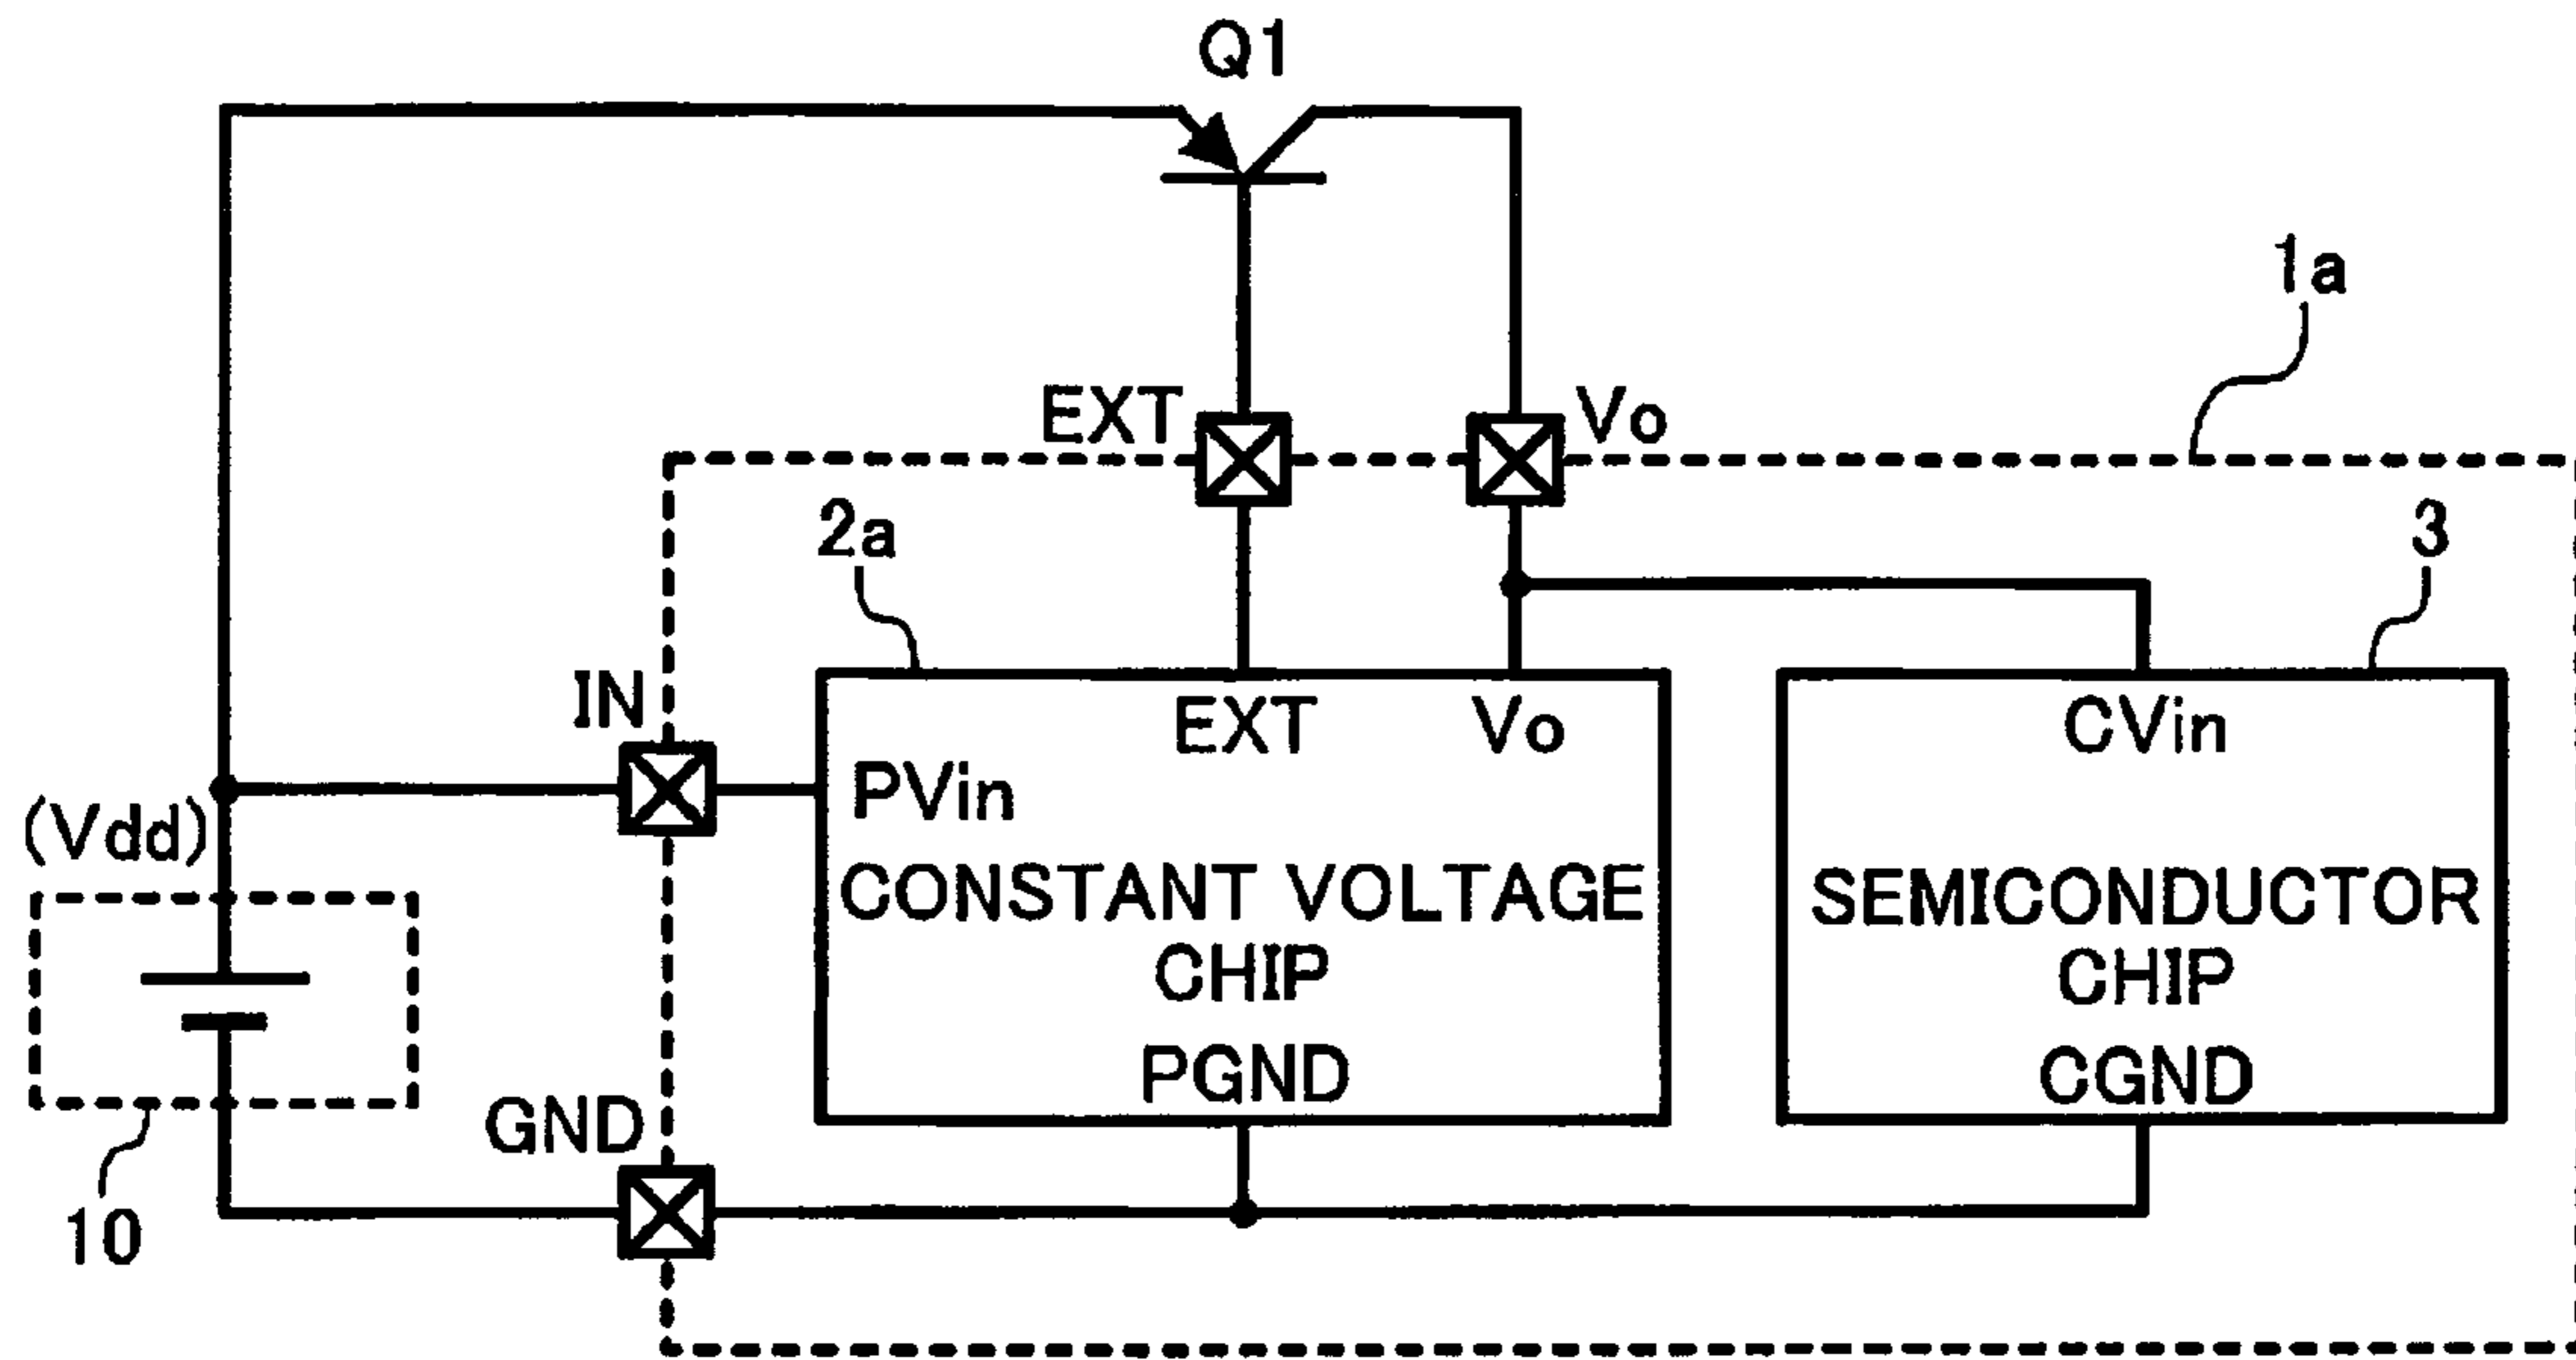 Q1
1a
EXT
Vo
2a
3
IN
EXT
Vo
CVin
PVin
(Vdd)
CONSTANT VOLTAGE
CHIP
SEMICONDUCTOR
CHIP
PGND
CGND
GND
10